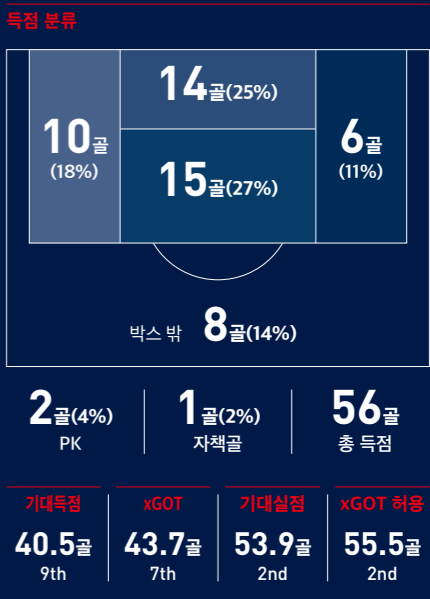 득점 분류
14골(25%)
10골
(18%)
6골
(11%)
15골(27%)
박스 밖 8골(14%)
2골(4%)
PK
1골(2%)
자책골
56골
총 득점
기대득점
40.5골
9th
xGOT
43.7골
7th
기대실점
53.9골
2nd
xGOT 허용
55.5골
2nd